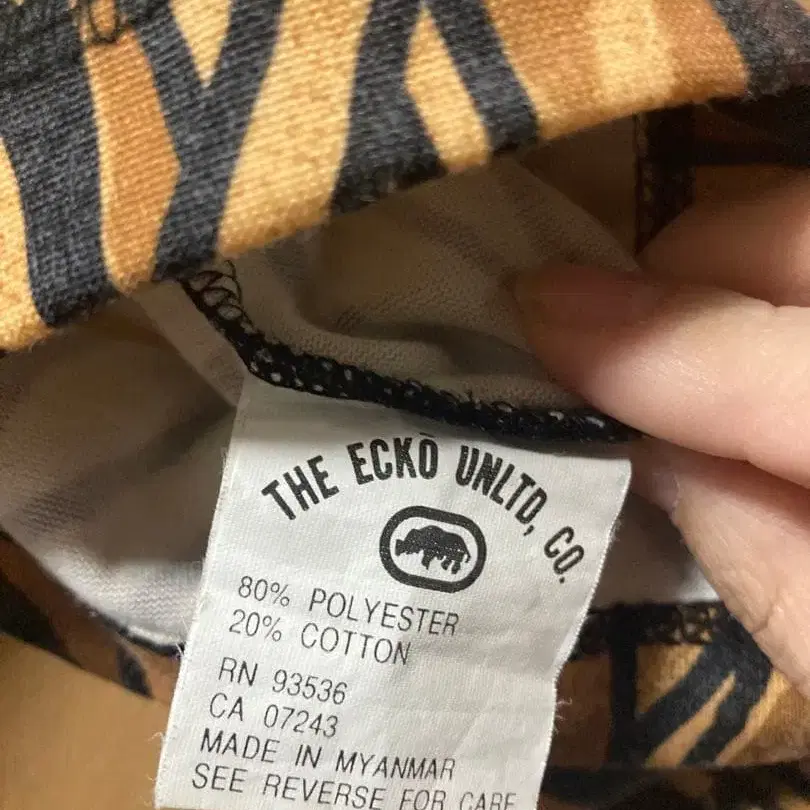 THE ECKŌ UNLTD, CO.
80% POLYESTER
20% COTTON
RN 93536
CA 07243
MADE IN MYANMAR
SEE REVERSE FOR CARE